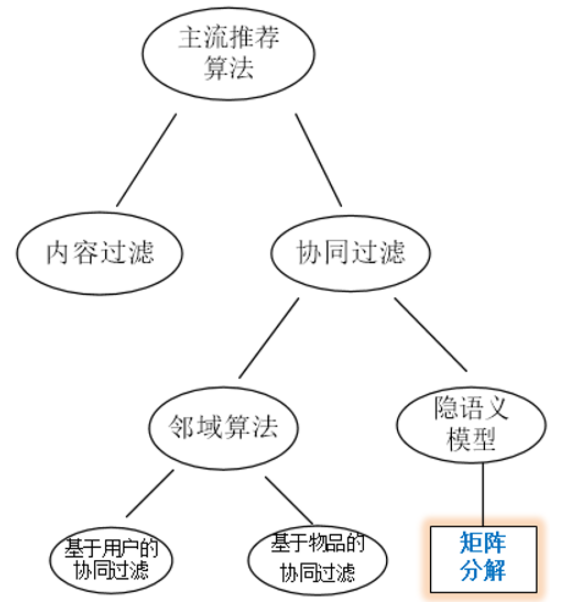 主流推荐
算法
内容过滤
协同过滤
邻域算法
隐语义
模型
基于用户的
协同过滤
基于物品的
协同过滤
矩阵
分解